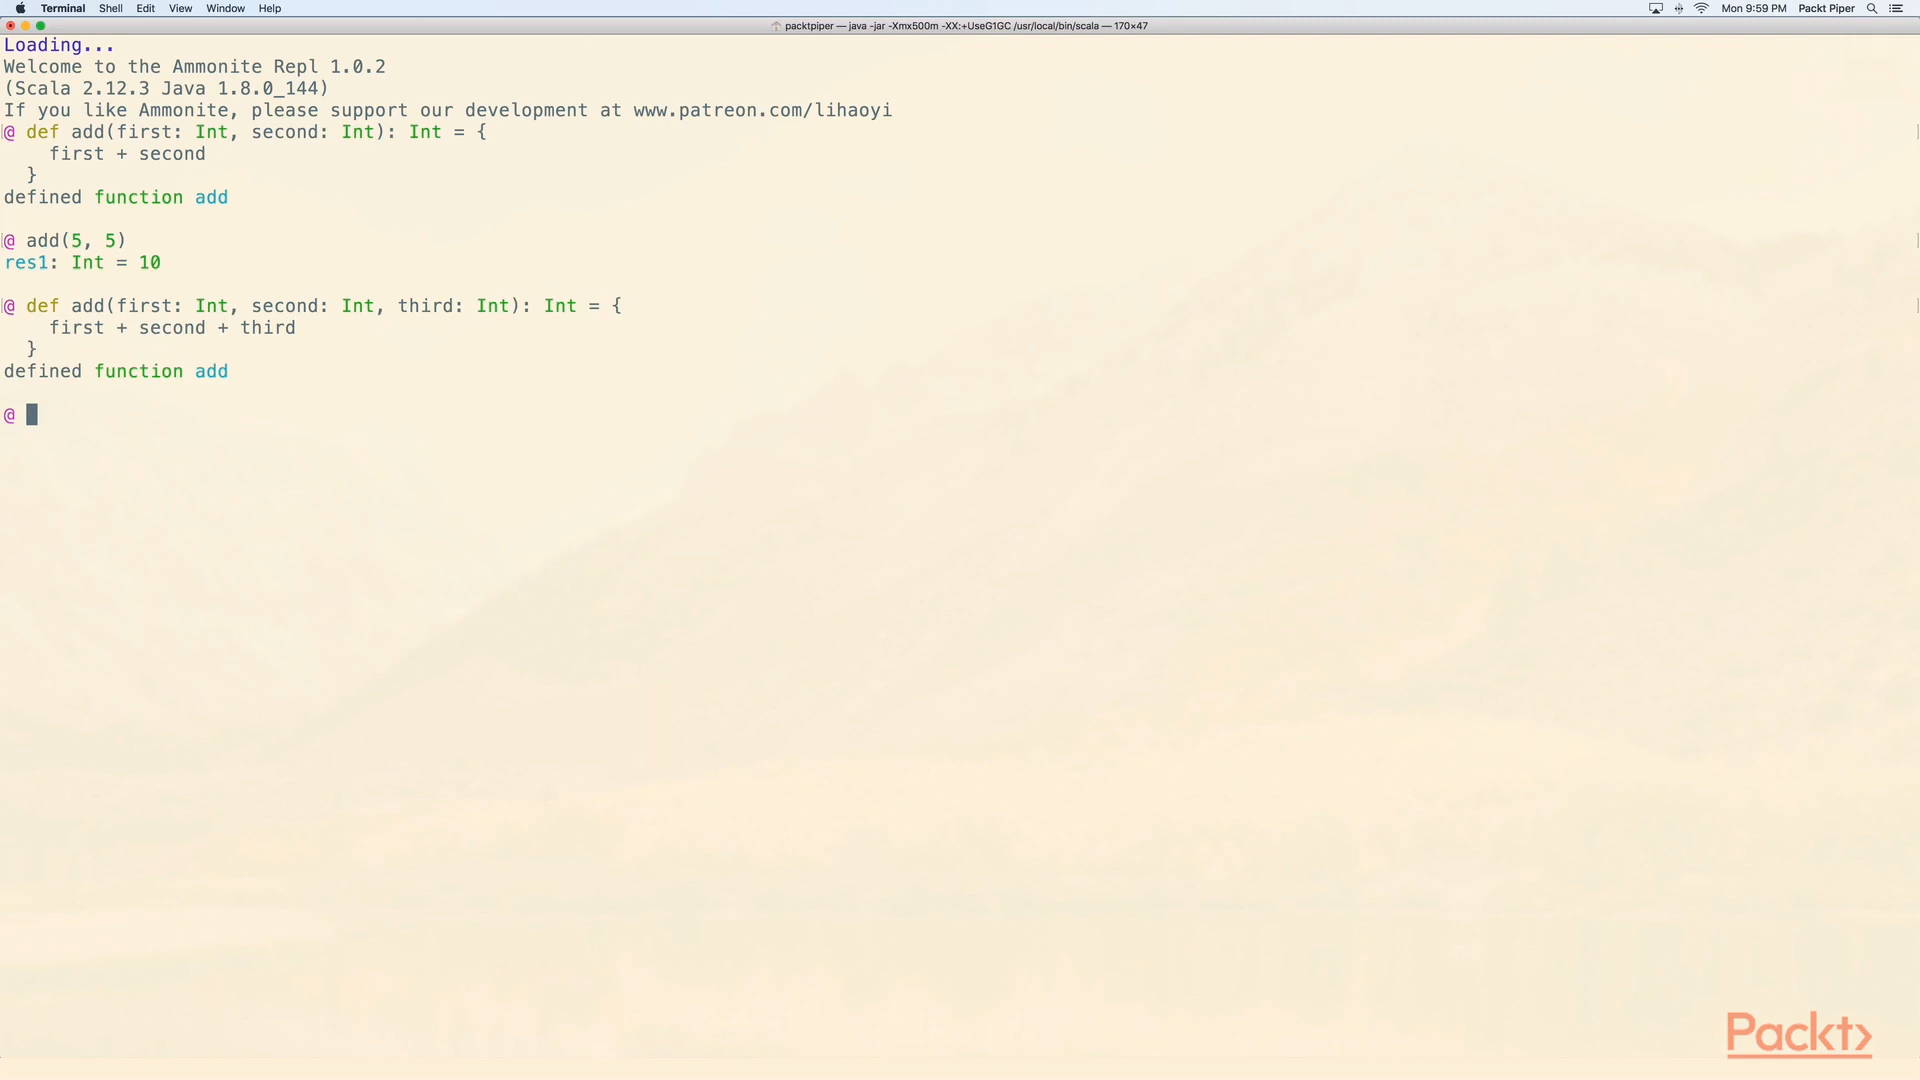 Terminal Shell Edit View Window Help Mon 9:59 PM Packt Piper
packtpiper — java -jar -Xmx500m -XX:+UseG1GC /usr/local/bin/scala — 170×47
Loading...
Welcome to the Ammonite Repl 1.0.2
(Scala 2.12.3 Java 1.8.0_144)
If you like Ammonite, please support our development at www.patreon.com/lihaoyi
@ def add(first: Int, second: Int): Int = {
    first + second
  }
defined function add
@ add(5, 5)
res1: Int = 10
@ def add(first: Int, second: Int, third: Int): Int = {
    first + second + third
  }
defined function add
@
Packt>